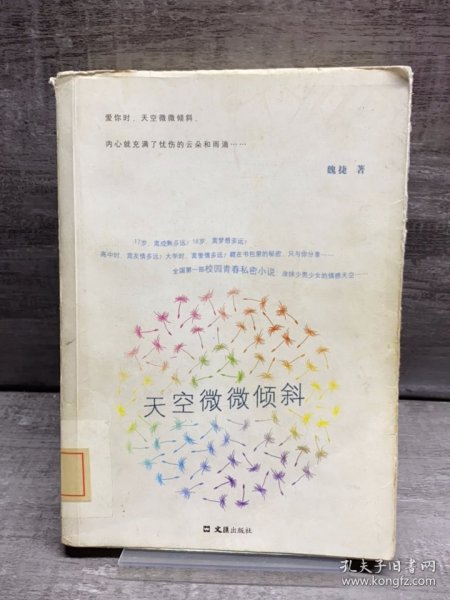 爱你时，天空微微倾斜，
内心就充满了忧伤的云朵和雨滴……
魏捷 著
17岁，离成熟多远？18岁，离梦想多远？
高中时，离友情多远？大学时，离爱情多远？藏在书包里的秘密，只与你分享……
全国第一部校园青春私密小说 涂抹少男少女的情感天空……
天空微微倾斜
文匯出版社
孔夫子旧书网
www.kongfz.com